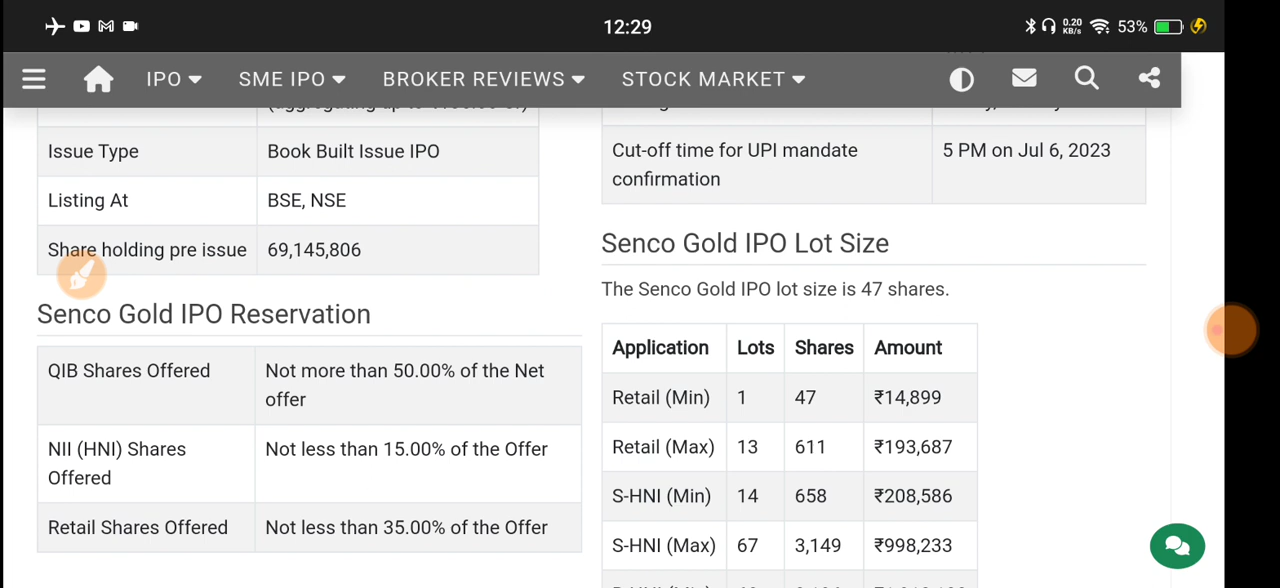 12:29
0.20 KB/s
53%
IPO
SME IPO
BROKER REVIEWS
STOCK MARKET
Issue Type Book Built Issue IPO
Listing At BSE, NSE
Share holding pre issue 69,145,806
Senco Gold IPO Reservation
QIB Shares Offered Not more than 50.00% of the Net
offer
NII (HNI) Shares Not less than 15.00% of the Offer
Offered
Retail Shares Offered Not less than 35.00% of the Offer
Cut-off time for UPI mandate 5 PM on Jul 6, 2023
confirmation
Senco Gold IPO Lot Size
The Senco Gold IPO lot size is 47 shares.
Application Lots Shares Amount
Retail (Min) 1 47 ₹14,899
Retail (Max) 13 611 ₹193,687
S-HNI (Min) 14 658 ₹208,586
S-HNI (Max) 67 3,149 ₹998,233